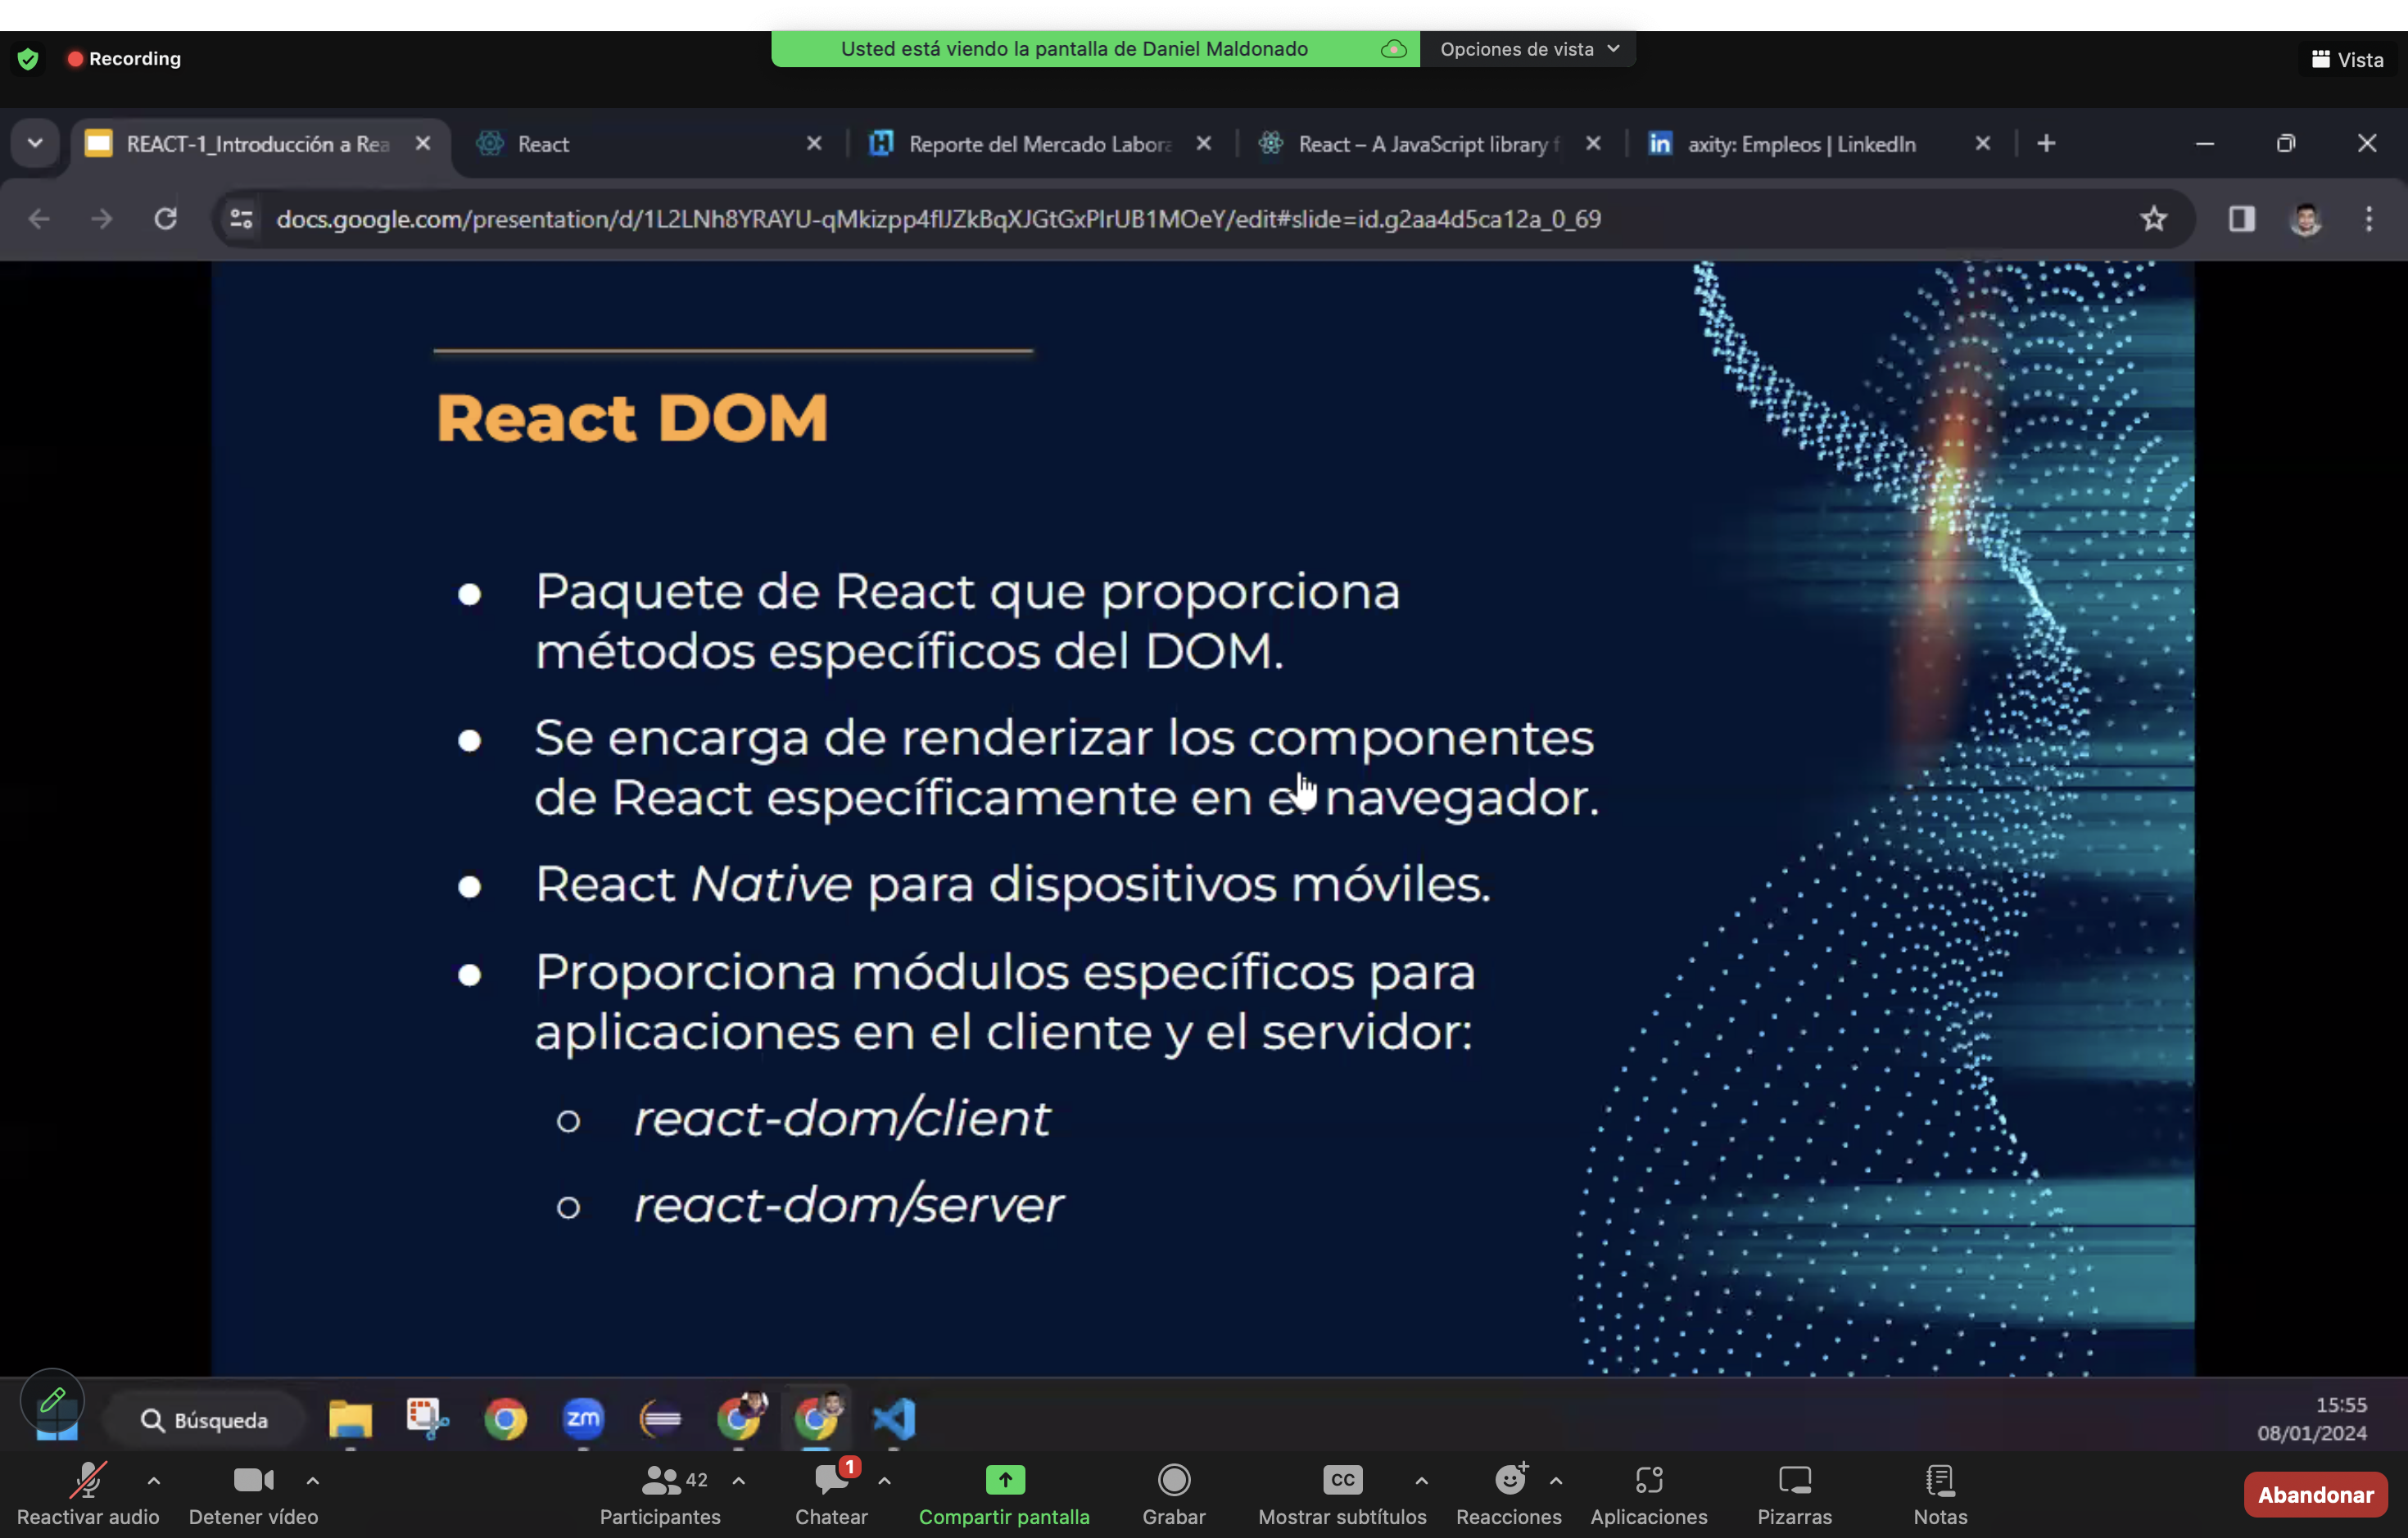 Recording
Usted está viendo la pantalla de Daniel Maldonado
Opciones de vista
Vista
REACT-1_Introducción a Rea
React
Reporte del Mercado Labora
React – A JavaScript library f
axity: Empleos | LinkedIn
docs.google.com/presentation/d/1L2LNh8YRAYU-qMkizpp4flJZkBqXJGtGxPlrUB1MOeY/edit#slide=id.g2aa4d5ca12a_0_69
React DOM
● Paquete de React que proporciona
métodos específicos del DOM.
● Se encarga de renderizar los componentes
de React específicamente en el navegador.
● React Native para dispositivos móviles.
● Proporciona módulos específicos para
aplicaciones en el cliente y el servidor:
○ react-dom/client
○ react-dom/server
Búsqueda
zm
15:55
08/01/2024
Reactivar audio
Detener vídeo
42
Participantes
1
Chatear
Compartir pantalla
Grabar
CC
Mostrar subtítulos
Reacciones
Aplicaciones
Pizarras
Notas
Abandonar